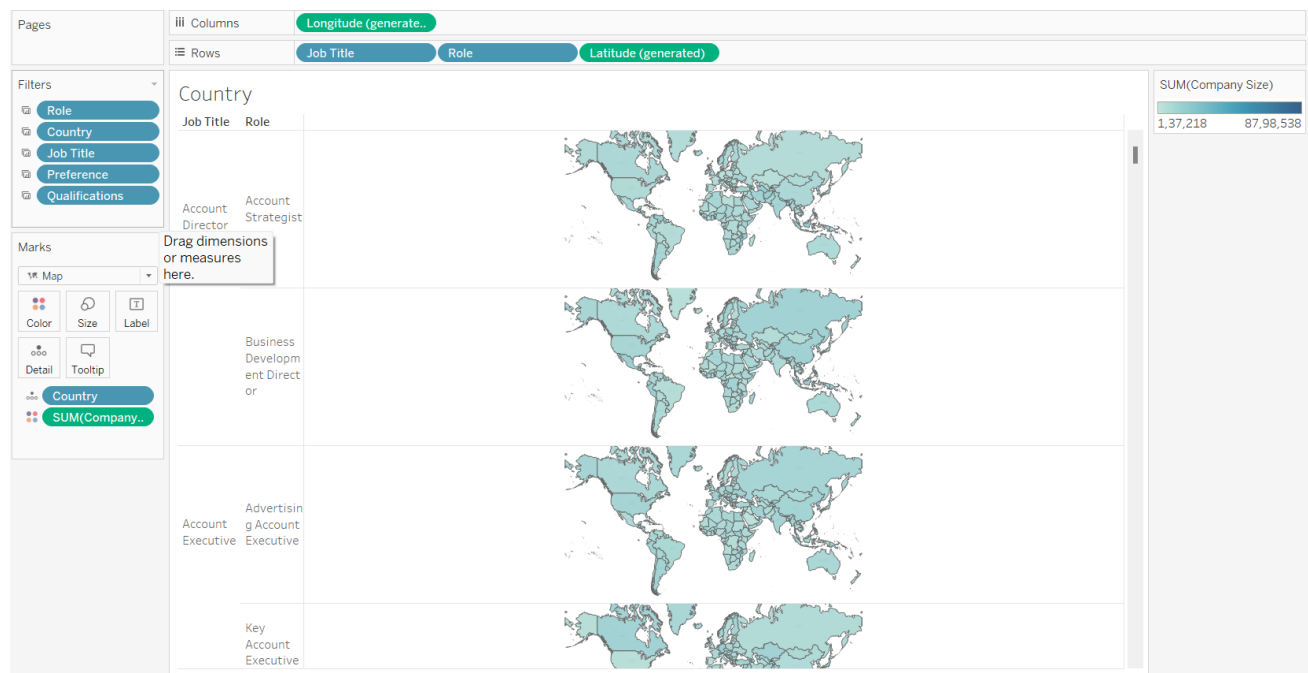 Pages
Columns
Longitude (generate..
Rows
Job Title
Role
Latitude (generated)
Filters
Role
Country
Job Title
Preference
Qualifications
Marks
Map
Color
Size
Label
Detail
Tooltip
Country
SUM(Company..
Drag dimensions
or measures
here.
Country
Job Title
Role
Account
Director
Account
Strategist
Business
Developm
ent Direct
or
Account
Executive
Advertisin
g Account
Executive
Key
Account
Executive
SUM(Company Size)
1,37,218
87,98,538